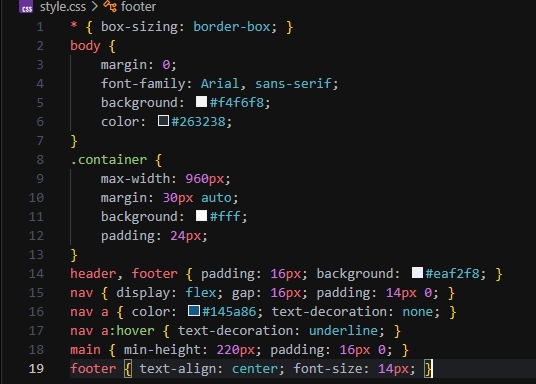 css style.css > footer
1 * { box-sizing: border-box; }
2 body {
3     margin: 0;
4     font-family: Arial, sans-serif;
5     background: #f4f6f8;
6     color: #263238;
7 }
8 .container {
9     max-width: 960px;
10     margin: 30px auto;
11     background: #fff;
12     padding: 24px;
13 }
14 header, footer { padding: 16px; background: #eaf2f8; }
15 nav { display: flex; gap: 16px; padding: 14px 0; }
16 nav a { color: #145a86; text-decoration: none; }
17 nav a:hover { text-decoration: underline; }
18 main { min-height: 220px; padding: 16px 0; }
19 footer { text-align: center; font-size: 14px; }